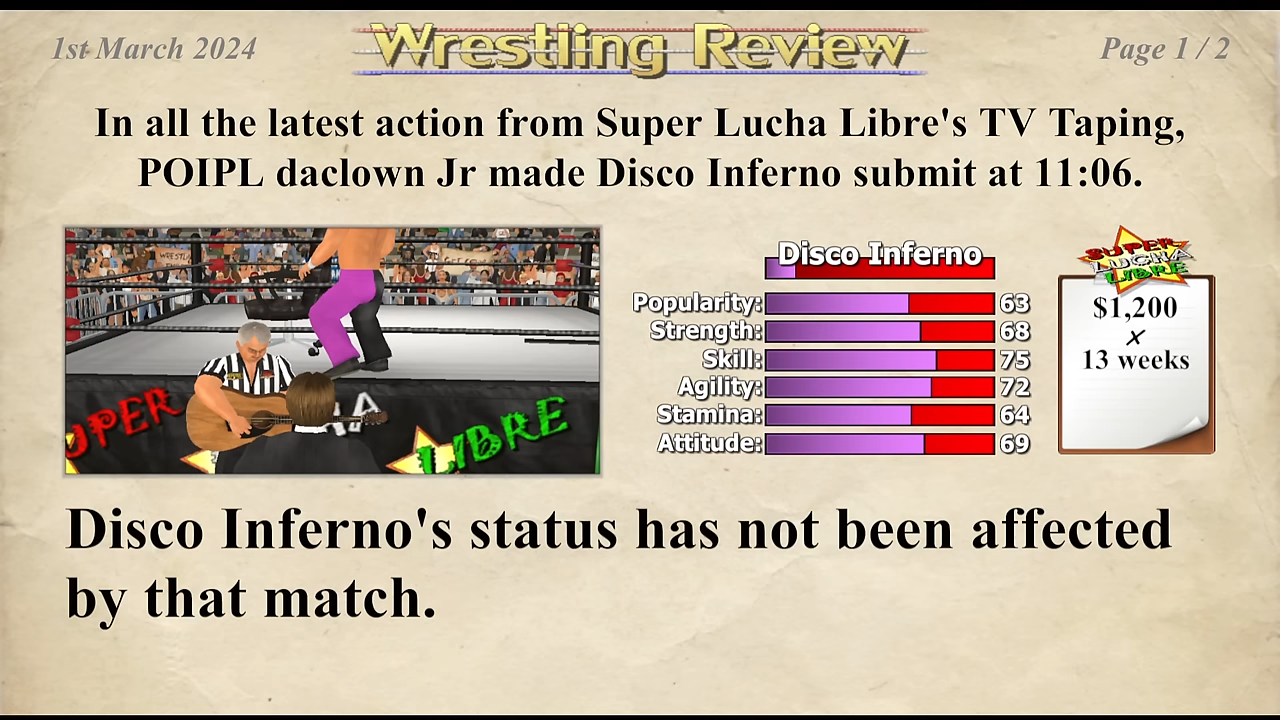 1st March 2024
Wrestling Review
Page 1 / 2
In all the latest action from Super Lucha Libre's TV Taping,
POIPL daclown Jr made Disco Inferno submit at 11:06.
UPER
LIBRE
Disco Inferno
Popularity: 63
Strength: 68
Skill: 75
Agility: 72
Stamina: 64
Attitude: 69
SUPER
LUCHA
LIBRE
$1,200
x
13 weeks
Disco Inferno's status has not been affected
by that match.